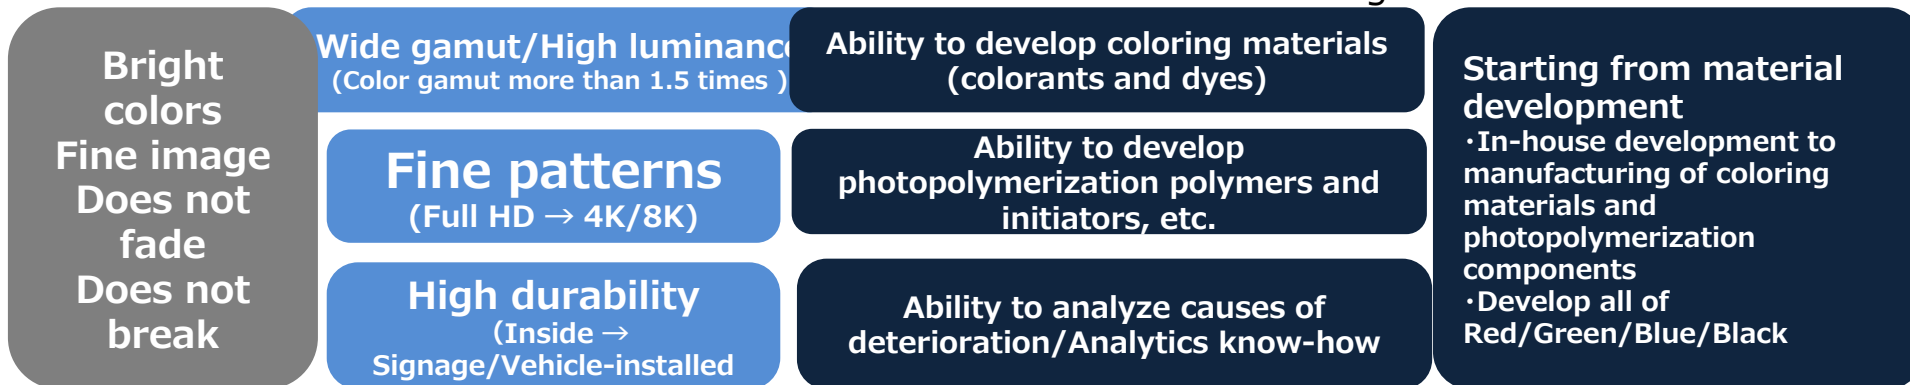 Bright
colors
Fine image
Does not
fade
Does not
break
Wide gamut/High luminance
(Color gamut more than 1.5 times )
Fine patterns
(Full HD → 4K/8K)
High durability
(Inside →
Signage/Vehicle-installed
Ability to develop coloring materials
(colorants and dyes)
Ability to develop
photopolymerization polymers and
initiators, etc.
Ability to analyze causes of
deterioration/Analytics know-how
Starting from material
development
・In-house development to
manufacturing of coloring
materials and
photopolymerization
components
・Develop all of
Red/Green/Blue/Black